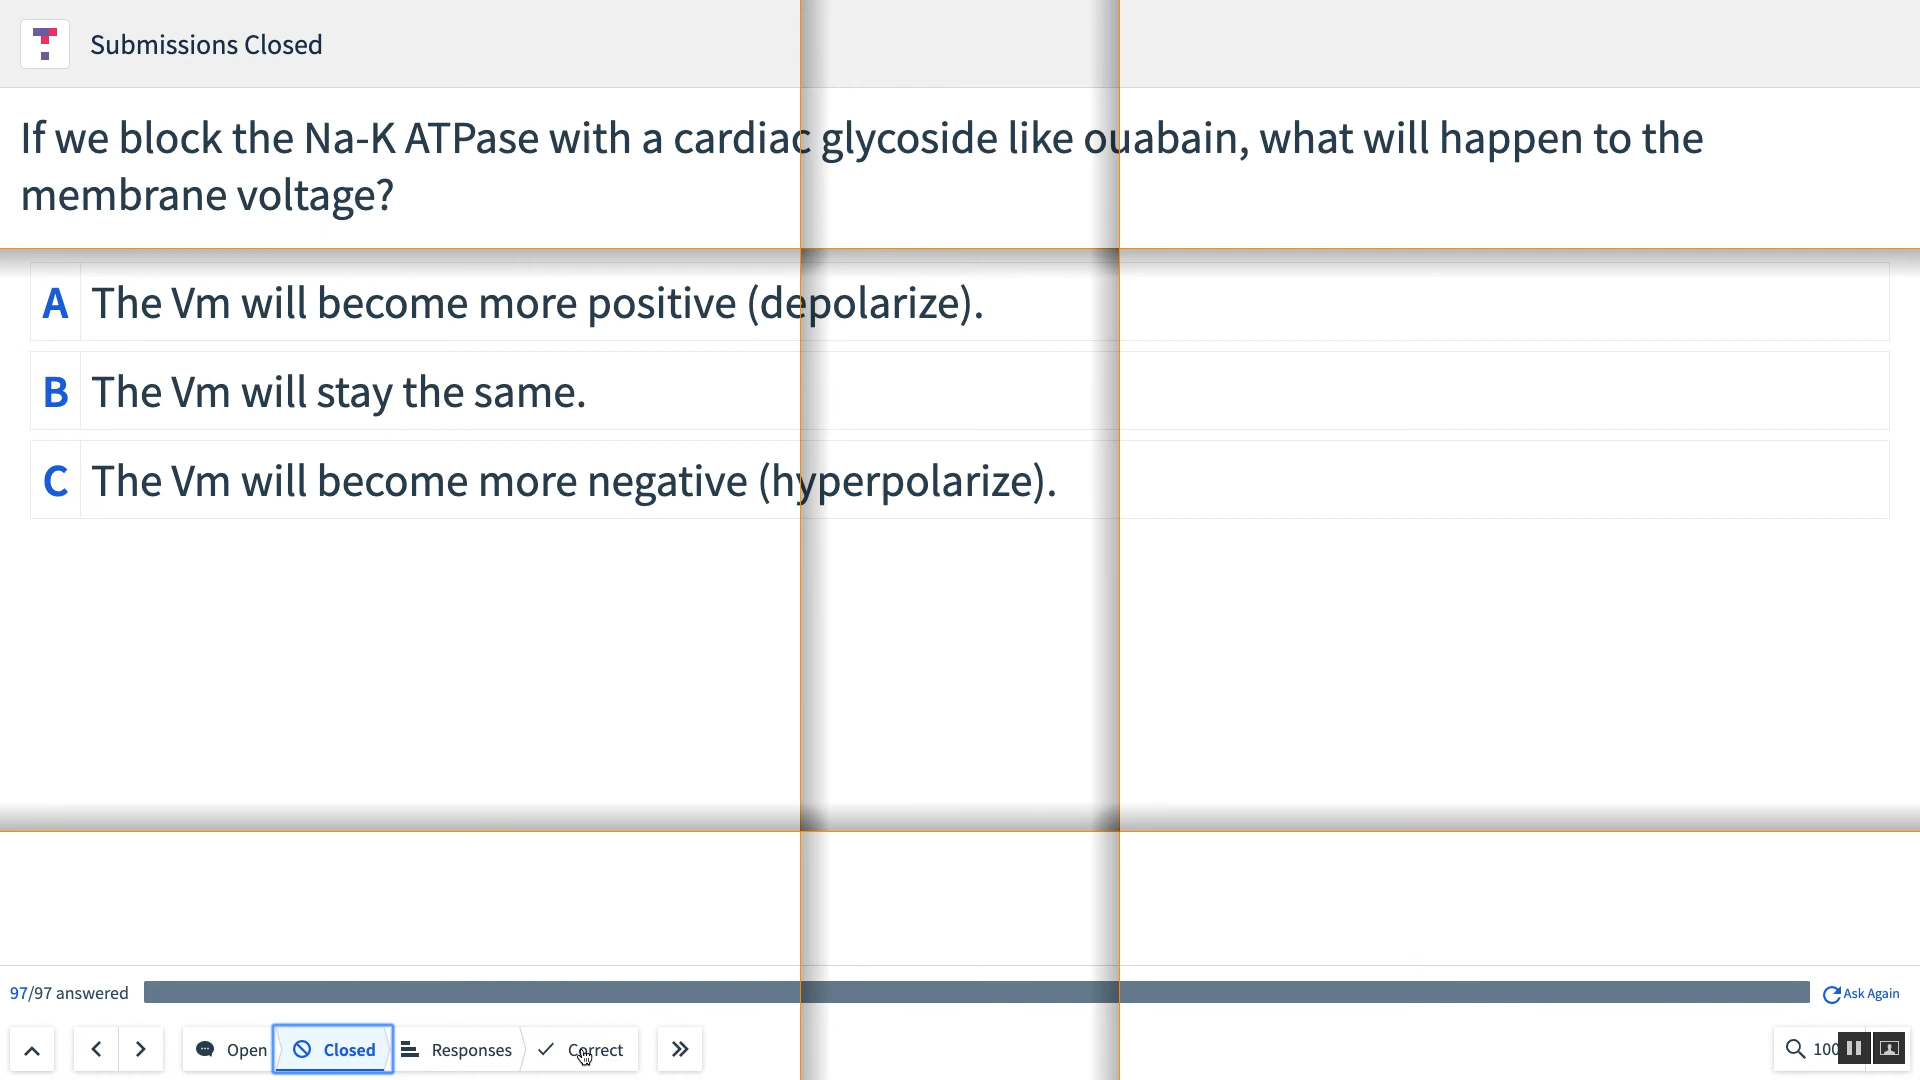 Submissions Closed
If we block the Na-K ATPase with a cardiac glycoside like ouabain, what will happen to the
membrane voltage?
A The Vm will become more positive (depolarize).
B The Vm will stay the same.
C The Vm will become more negative (hyperpolarize).
97/97 answered
Ask Again
Open Closed Responses Correct
100